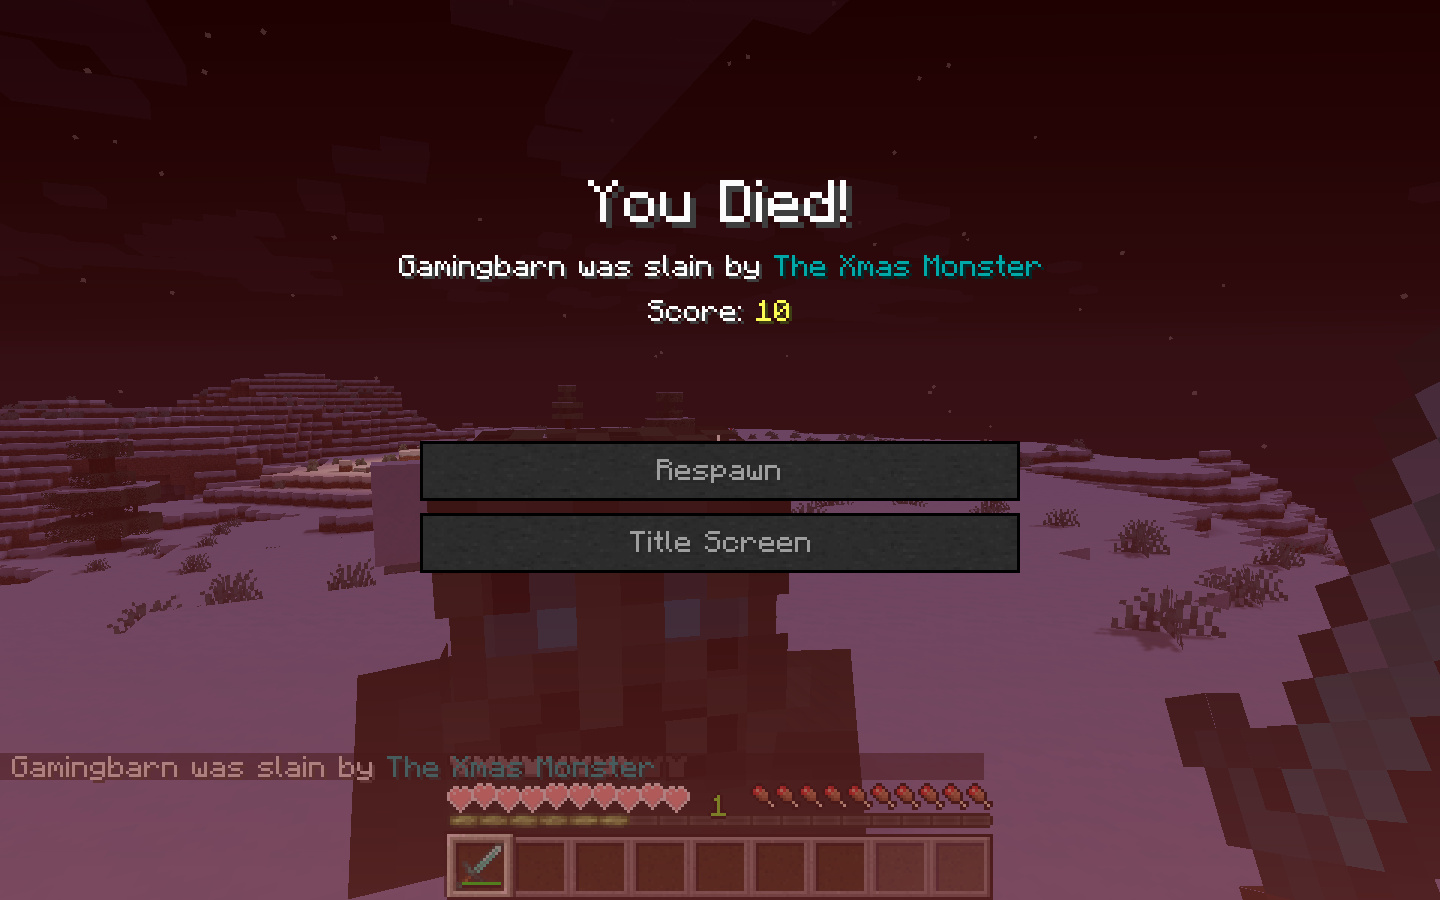 You Died!
Gamingbarn was slain by The Xmas Monster
Score: 10
Respawn
Title Screen
Gamingbarn was slain by The Xmas Monster
1